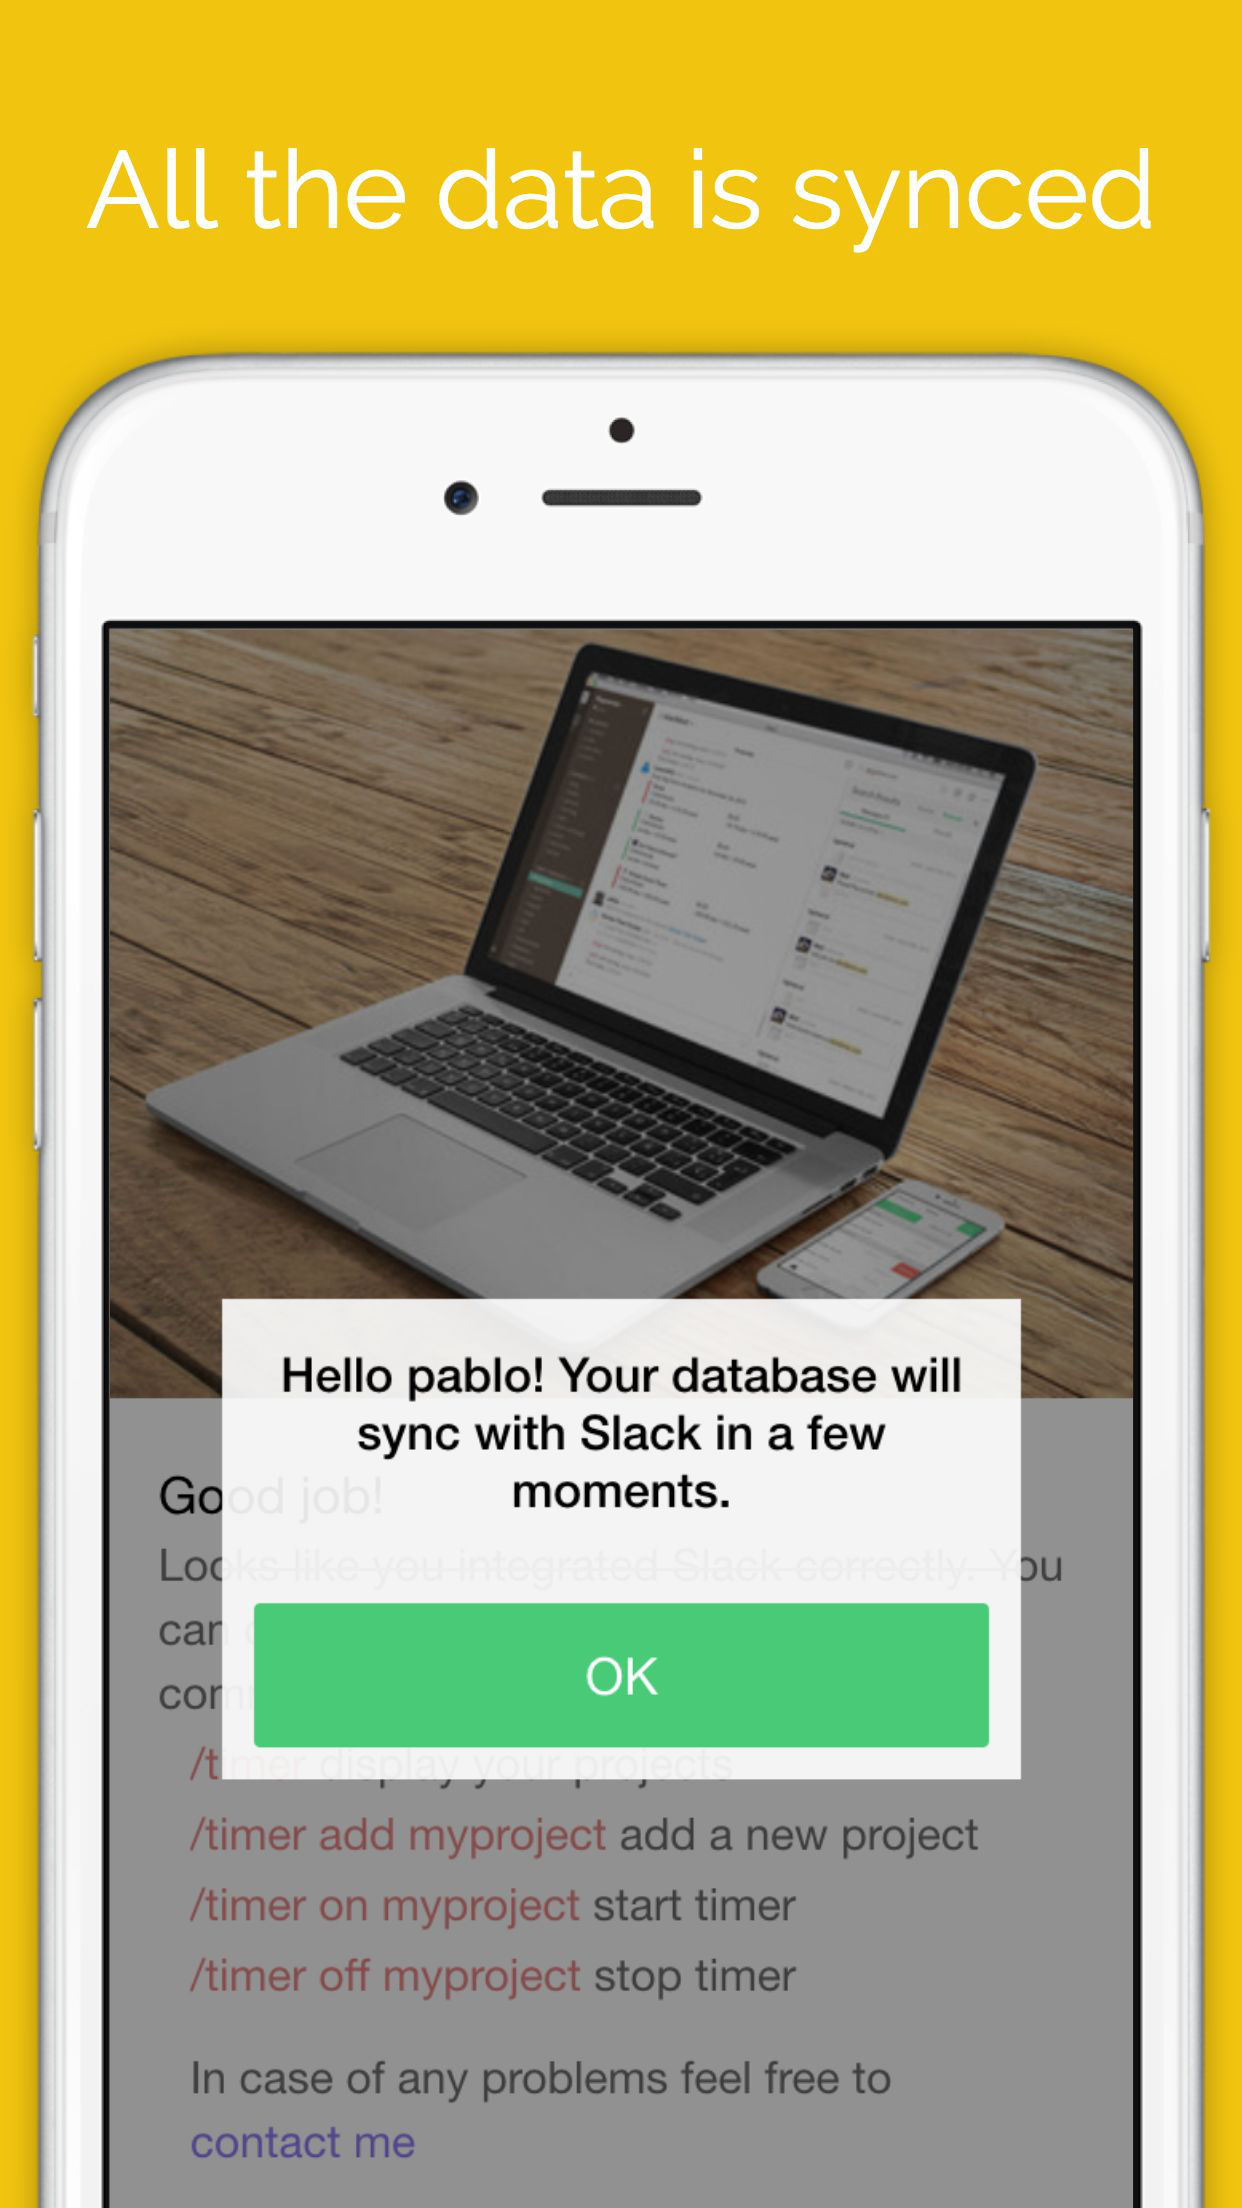 All the data is synced
Hello pablo! Your database will
sync with Slack in a few
moments.
Good job!
Looks like you integrated Slack correctly. You
can
OK
/timer display your projects
/timer add myproject add a new project
/timer on myproject start timer
/timer off myproject stop timer
In case of any problems feel free to
contact me